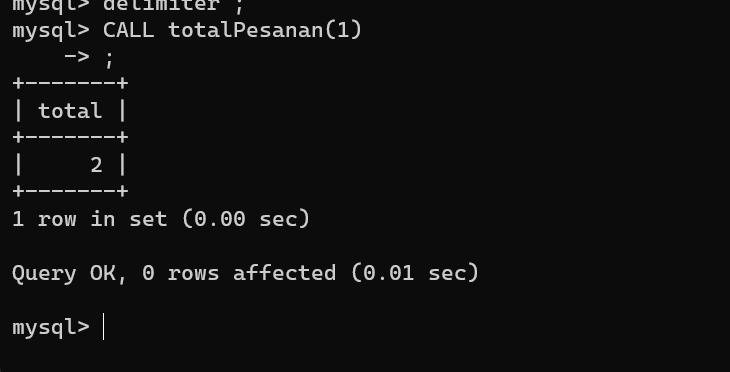 mysql> delimiter ;
mysql> CALL totalPesanan(1)
    -> ;
+-------+
| total |
+-------+
|     2 |
+-------+
1 row in set (0.00 sec)
Query OK, 0 rows affected (0.01 sec)
mysql>